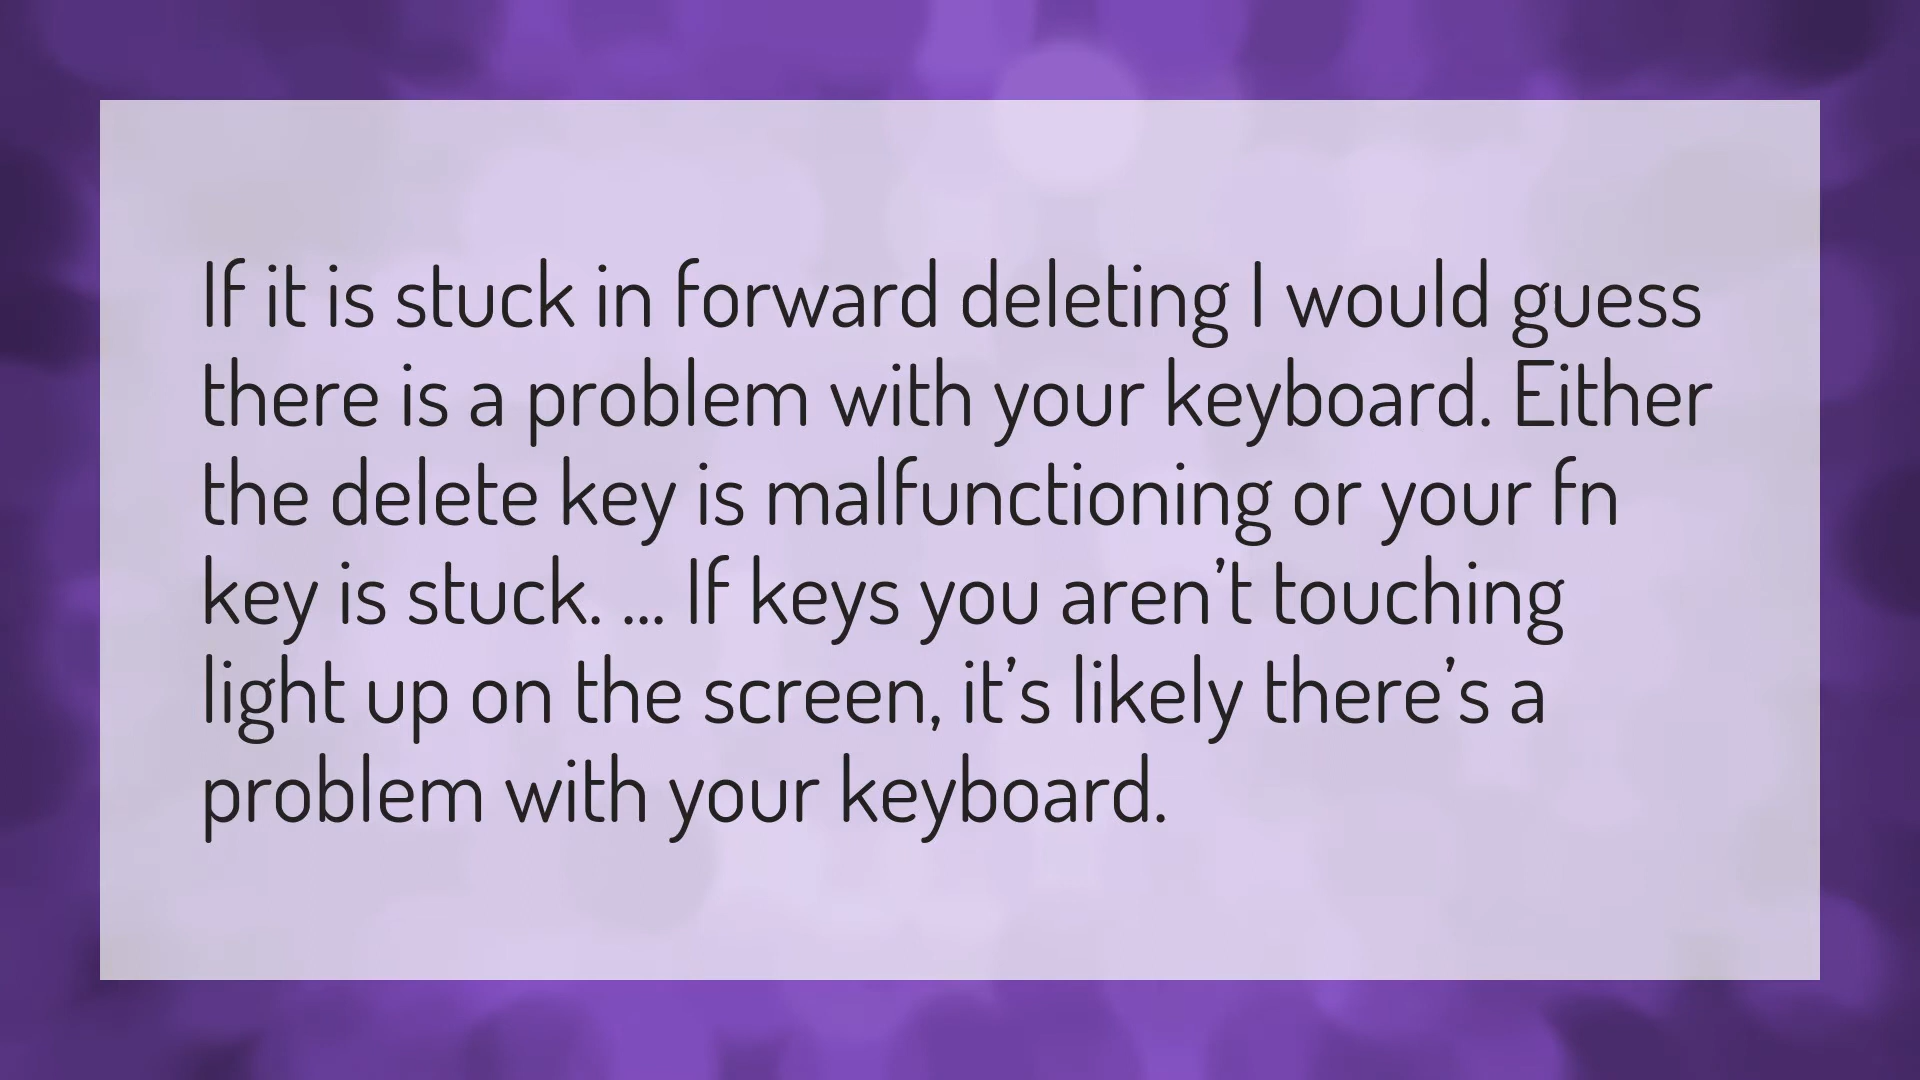 If it is stuck in forward deleting I would guess
there is a problem with your keyboard. Either
the delete key is malfunctioning or your fn
key is stuck. ... If keys you aren't touching
light up on the screen, it's likely there's a
problem with your keyboard.